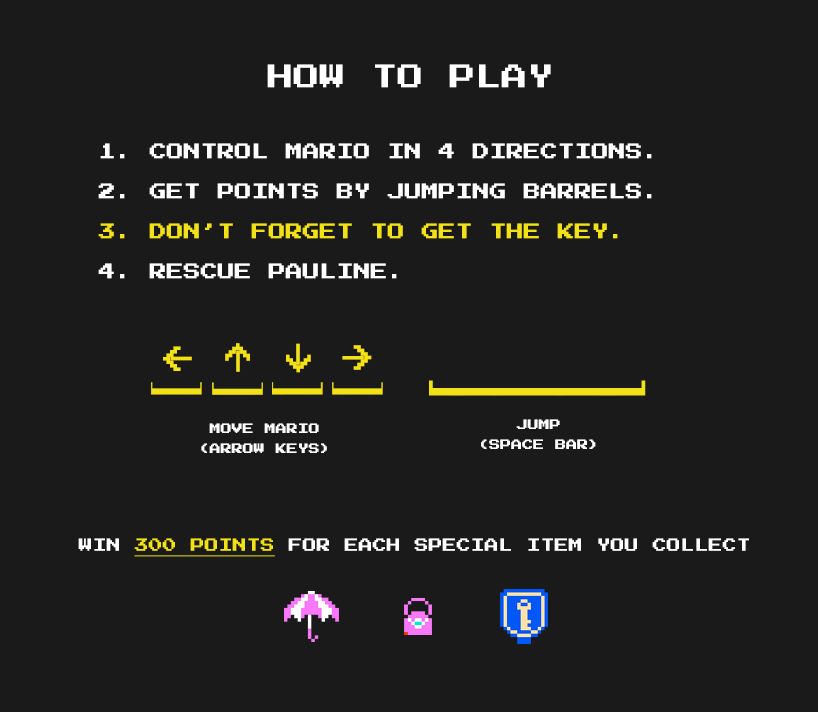 HOW TO PLAY
1. CONTROL MARIO IN 4 DIRECTIONS.
2. GET POINTS BY JUMPING BARRELS.
3. DON'T FORGET TO GET THE KEY.
4. RESCUE PAULINE.
MOVE MARIO
(ARROW KEYS)
JUMP
(SPACE BAR)
WIN 300 POINTS FOR EACH SPECIAL ITEM YOU COLLECT